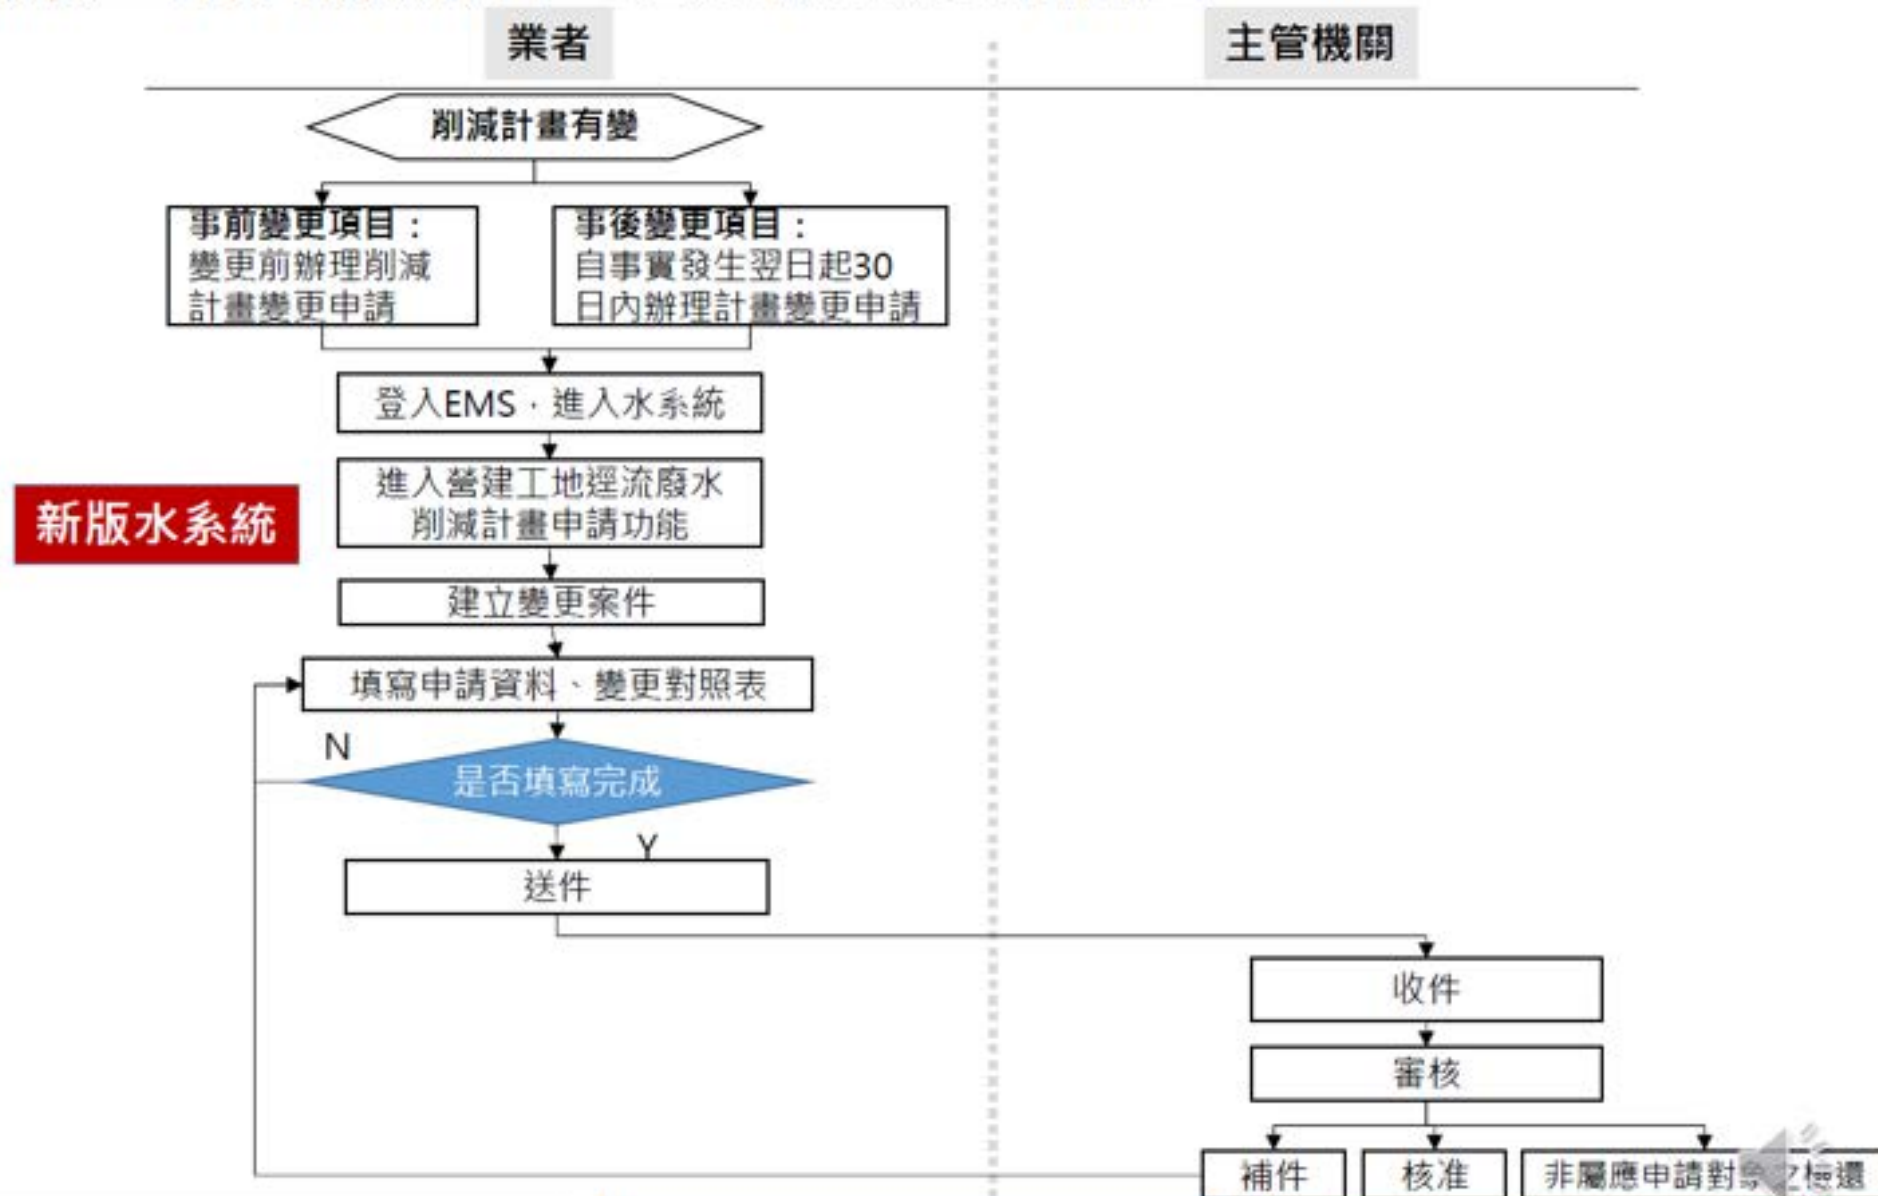 業者
主管機關
削減計畫有變
事前變更項目：
變更前辦理削減
計畫變更申請
事後變更項目：
自事實發生翌日起30
日內辦理計畫變更申請
登入EMS，進入水系統
新版水系統
進入營建工地逕流廢水
削減計畫申請功能
建立變更案件
填寫申請資料、變更對照表
N
是否填寫完成
Y
送件
收件
審核
補件
核准
非屬應申請對象之檢還